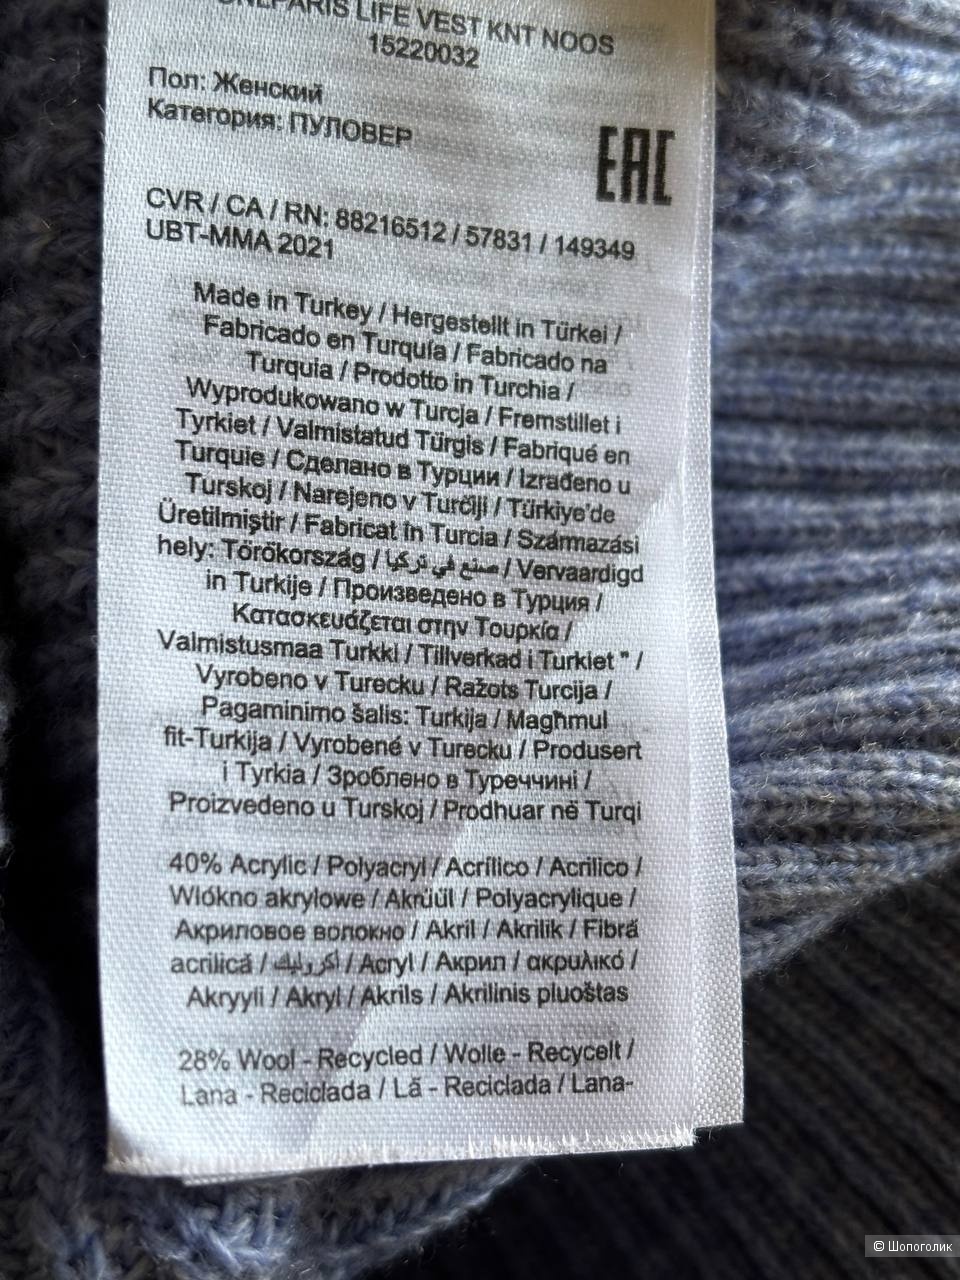 ONLPARIS LIFE VEST KNT NOOS
15220032
Пол: Женский
Категория: ПУЛОВЕР
EAC
CVR / CA / RN: 88216512 / 57831 / 149349
UBT-MMA 2021
Made in Turkey / Hergestellt in Türkei /
Fabricado en Turquía / Fabricado na
Turquia / Prodotto in Turchia /
Wyprodukowano w Turcja / Fremstillet i
Tyrkiet / Valmistatud Türgis / Fabriqué en
Turquie / Сделано в Турции / Izrađeno u
Turskoj / Narejeno v Turčiji / Türkiye'de
Üretilmiştir / Fabricat în Turcia / Származási
hely: Törökország / صنع في تركيا / Vervaardigd
in Turkije / Произведено в Турция /
Κατασκευάζεται στην Τουρκία /
Valmistusmaa Turkki / Tillverkad i Turkiet " /
Vyrobeno v Turecku / Ražots Turcija /
Pagaminimo šalis: Turkija / Magħmul
fit-Turkija / Vyrobené v Turecku / Produsert
i Tyrkia / Зроблено в Туреччині /
Proizvedeno u Turskoj / Prodhuar në Turqi
40% Acrylic / Polyacryl / Acrílico / Acrilico /
Wlókno akrylowe / Akrüül / Polyacrylique /
Акриловое волокно / Akril / Akrilik / Fibră
acrilică / أكروليك / Acryl / Акрил / ακρυλικό /
Akryyli / Akryl / Akrils / Akrilinis pluoštas
28% Wool - Recycled / Wolle - Recycelt /
Lana - Reciclada / Lã - Reciclada / Lana-
© Шопоголик